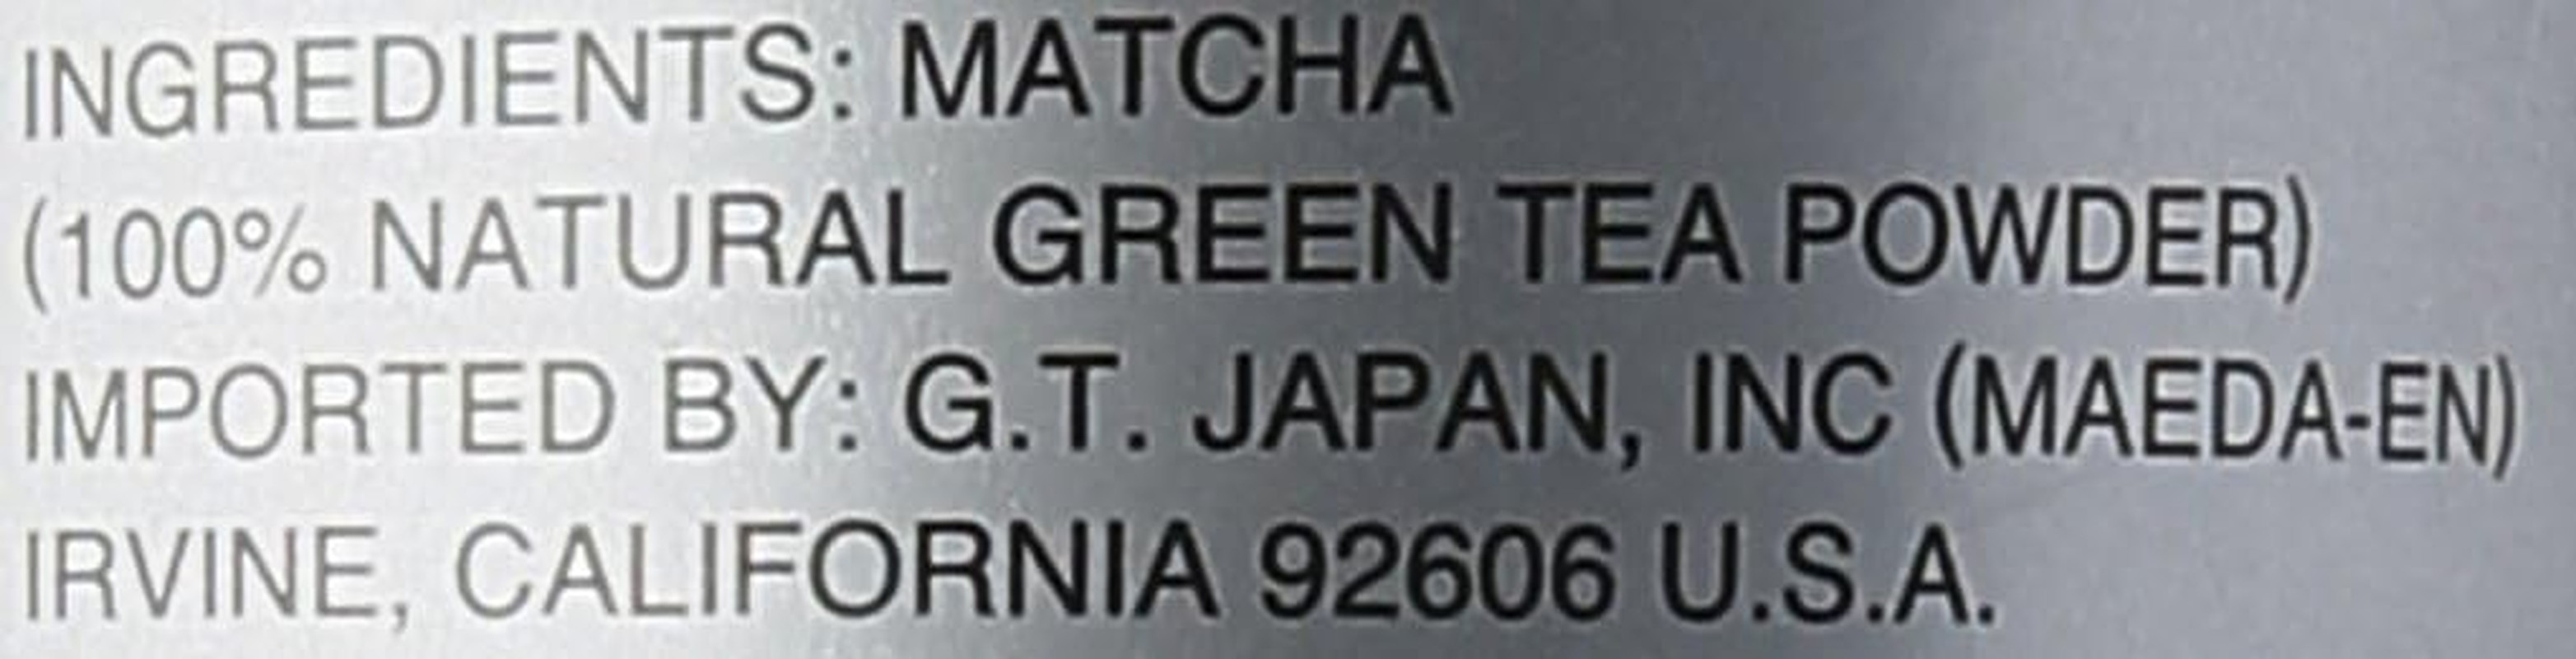 INGREDIENTS: MATCHA
(100% NATURAL GREEN TEA POWDER)
IMPORTED BY: G.T. JAPAN, INC (MAEDA-EN)
IRVINE, CALIFORNIA 92606 U.S.A.